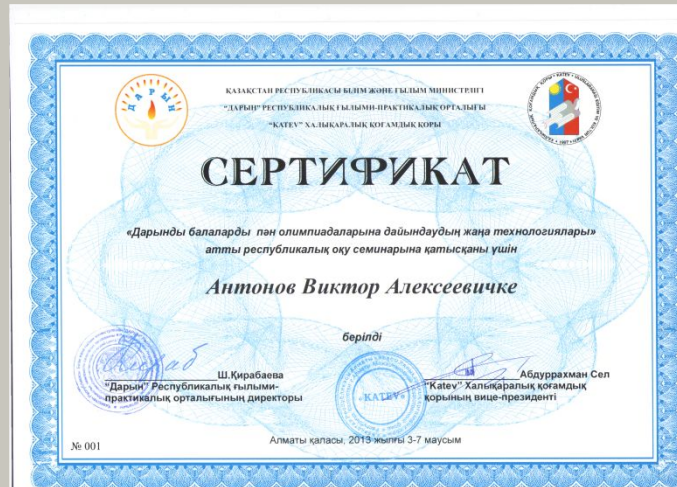 ДАРЫН
ҚАЗАҚСТАН РЕСПУБЛИКАСЫ БІЛІМ ЖӘНЕ ҒЫЛЫМ МИНИСТРЛІГІ
"ДАРЫН" РЕСПУБЛИКАЛЫҚ ҒЫЛЫМИ-ПРАКТИКАЛЫҚ ОРТАЛЫҒЫ
"KATEV" ХАЛЫҚАРАЛЫҚ ҚОҒАМДЫҚ ҚОРЫ
СЕРТИФИКАТ
«Дарынды балаларды пән олимпиадаларына дайындаудың жаңа технологиялары»
атты республикалық оқу семинарына қатысқаны үшін
Антонов Виктор Алексеевичке
берілді
Ш.Қирабаева
"Дарын" Республикалық ғылыми-
практикалық орталығының директоры
«KATEV»
Абдуррахман Сел
"Katev" Халықаралық қоғамдық
қорының вице-президенті
№ 001
Алматы қаласы, 2013 жылғы 3-7 маусым